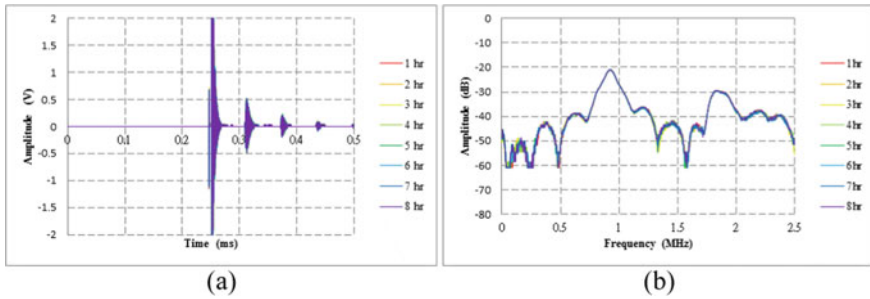 2
1.5
1
0.5
0
-0.5
-1
-1.5
-2
0 0.1 0.2 0.3 0.4 0.5
Amplitude (V)
Time (ms)
1 hr
2 hr
3 hr
4 hr
5 hr
6 hr
7 hr
8 hr
(a)
0
-10
-20
-30
-40
-50
-60
-70
-80
0 0.5 1 1.5 2 2.5
Amplitude (dB)
Frequency (MHz)
1hr
2hr
3hr
4hr
5hr
6hr
7hr
8hr
(b)